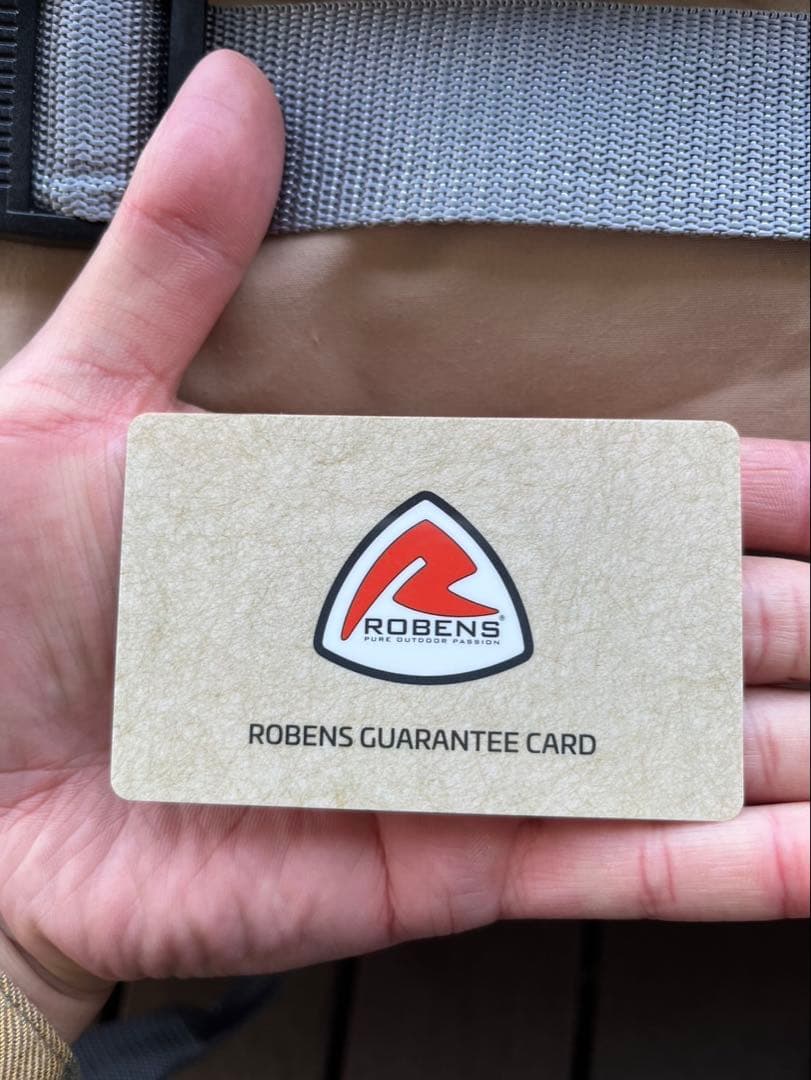 ROBENS®
PURE OUTDOOR PASSION
ROBENS GUARANTEE CARD